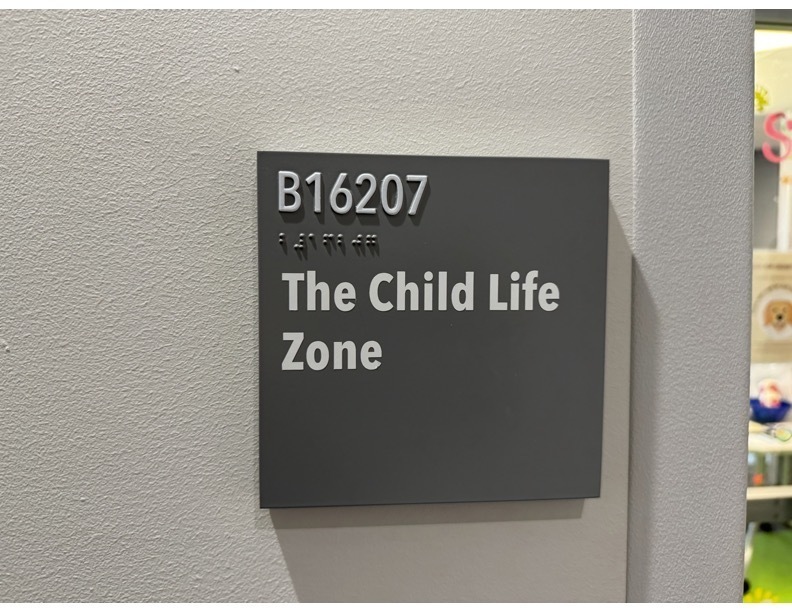 B16207
The Child Life
Zone